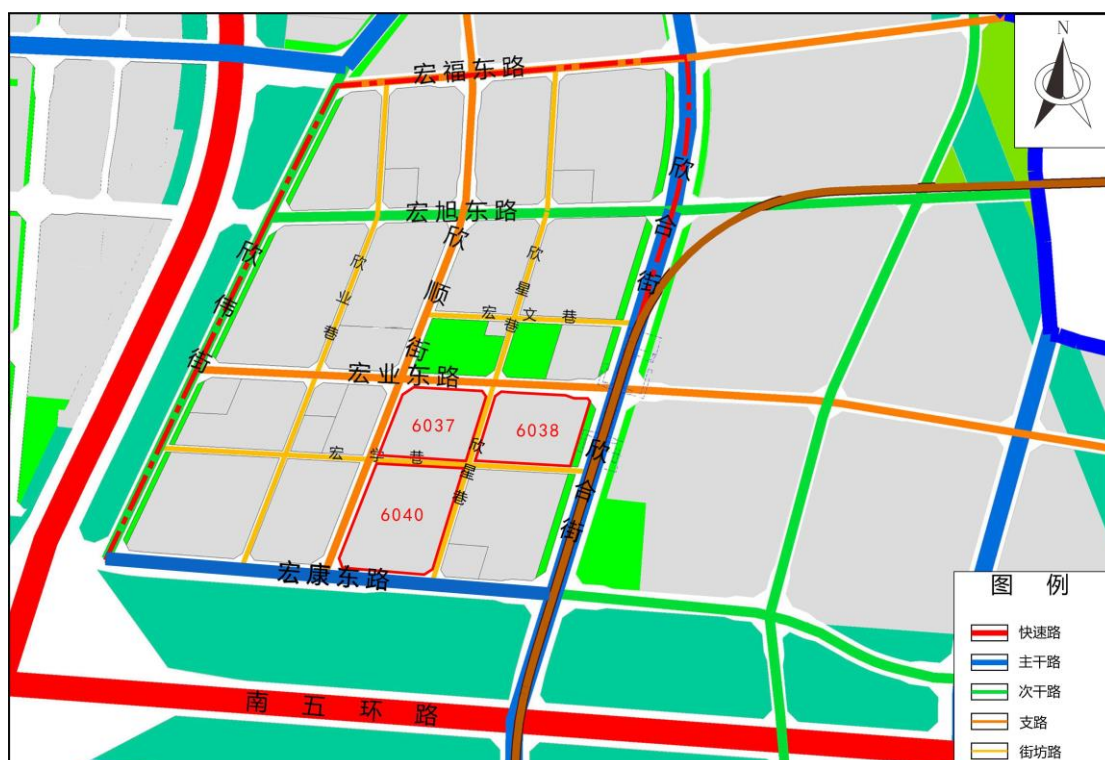 N
宏福东路
欣合街
宏旭东路
欣伟街
欣业巷
欣顺街
欣星巷
宏文巷
宏业东路
6037
6038
宏学巷
欣星巷
欣合街
6040
宏康东路
南五环路
图 例
快速路
主干路
次干路
支路
街坊路